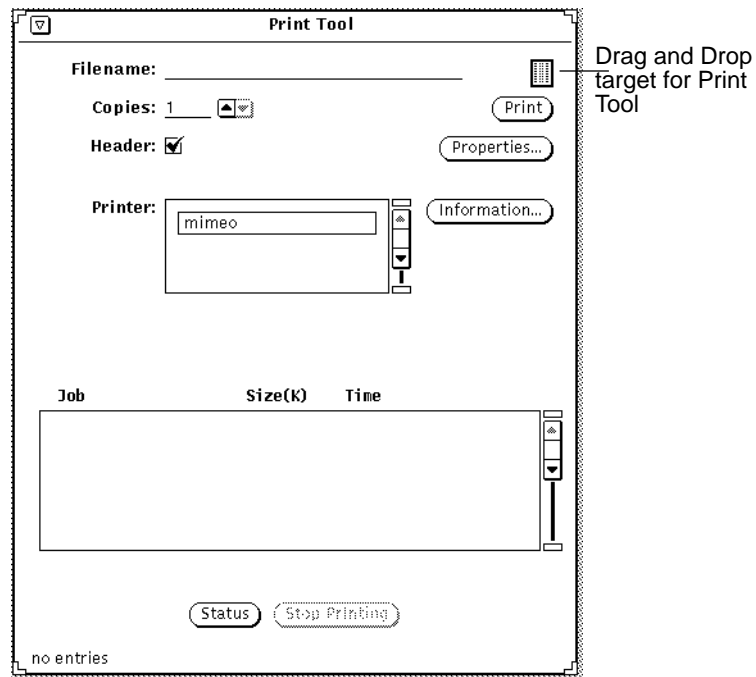 Print Tool
Filename:
Drag and Drop
target for Print
Tool
Copies: 1
Print
Header:
Properties...
Printer:
mimeo
Information...
Job Size(K) Time
Status Stop Printing
no entries